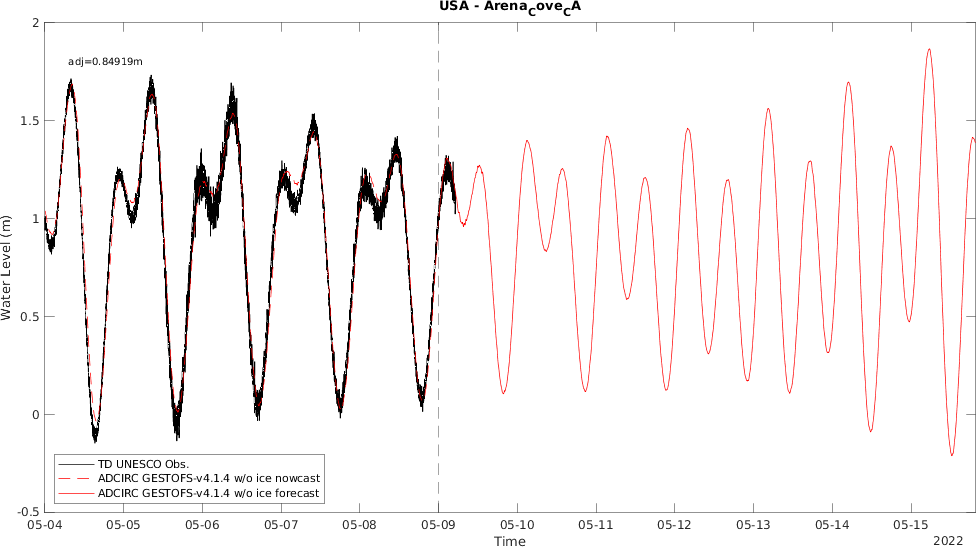 USA - ArenaCoveCA
adj=0.84919m
2
1.5
1
0.5
0
-0.5
Water Level (m)
TD UNESCO Obs.
ADCIRC GESTOFS-v4.1.4 w/o ice nowcast
ADCIRC GESTOFS-v4.1.4 w/o ice forecast
05-04 05-05 05-06 05-07 05-08 05-09 05-10 05-11 05-12 05-13 05-14 05-15
Time
2022